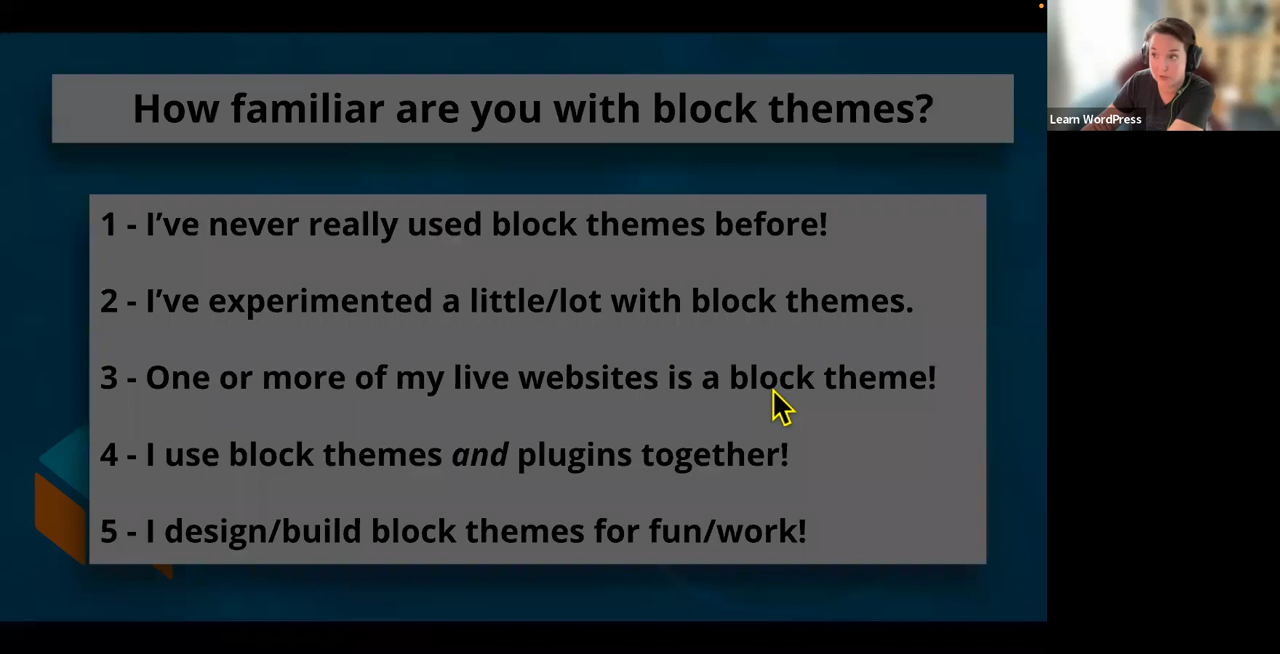 How familiar are you with block themes?
1 - I’ve never really used block themes before!
2 - I’ve experimented a little/lot with block themes.
3 - One or more of my live websites is a block theme!
4 - I use block themes and plugins together!
5 - I design/build block themes for fun/work!
Learn WordPress